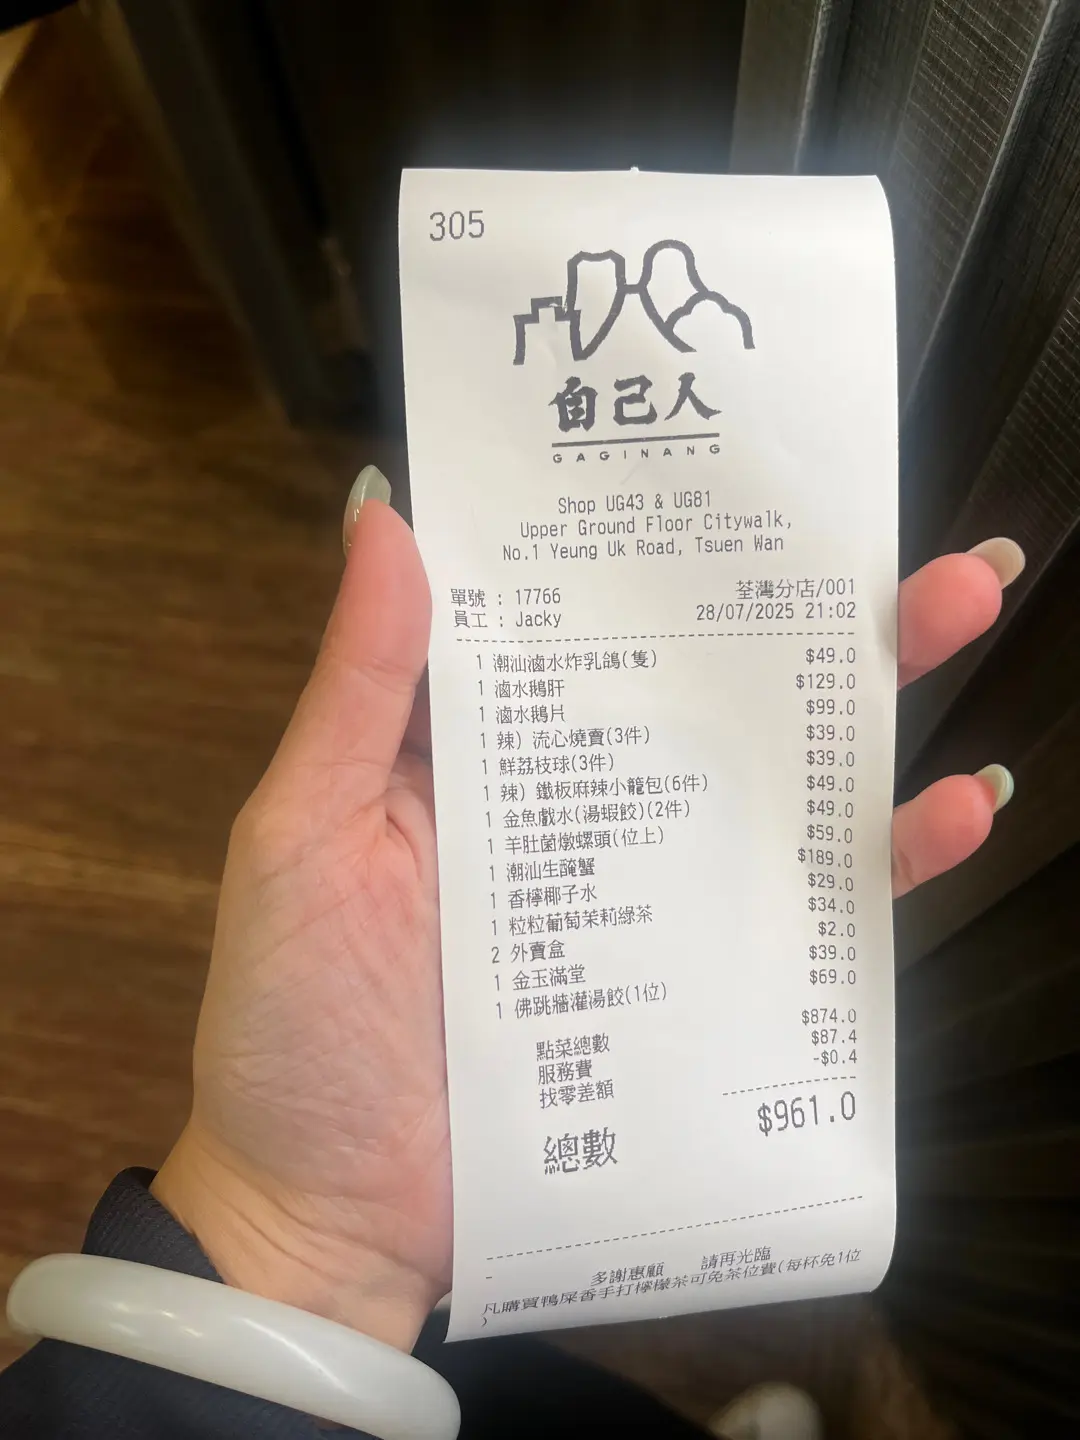 305
自己人
GAGINANG
Shop UG43 & UG81
Upper Ground Floor Citywalk,
No.1 Yeung Uk Road, Tsuen Wan
單號 : 17766 荃灣分店/001
員工 : Jacky 28/07/2025 21:02
1 潮汕滷水炸乳鴿(隻) $49.0
1 滷水鵝肝 $129.0
1 滷水鵝片 $99.0
1 辣) 流心燒賣(3件) $39.0
1 鮮荔枝球(3件) $39.0
1 辣) 鐵板麻辣小籠包(6件) $49.0
1 金魚戲水(湯蝦餃)(2件) $49.0
1 羊肚菌燉螺頭(位上) $59.0
1 潮汕生醃蟹 $189.0
1 香檸椰子水 $29.0
1 粒粒葡萄茉莉綠茶 $34.0
2 外賣盒 $2.0
1 金玉滿堂 $39.0
1 佛跳牆灌湯餃(1位) $69.0
點菜總數 $874.0
服務費 $87.4
找零差額 -$0.4
總數 $961.0
- 多謝惠顧 請再光臨
凡購買鴨屎香手打檸檬茶可免茶位費(每杯免1位
)